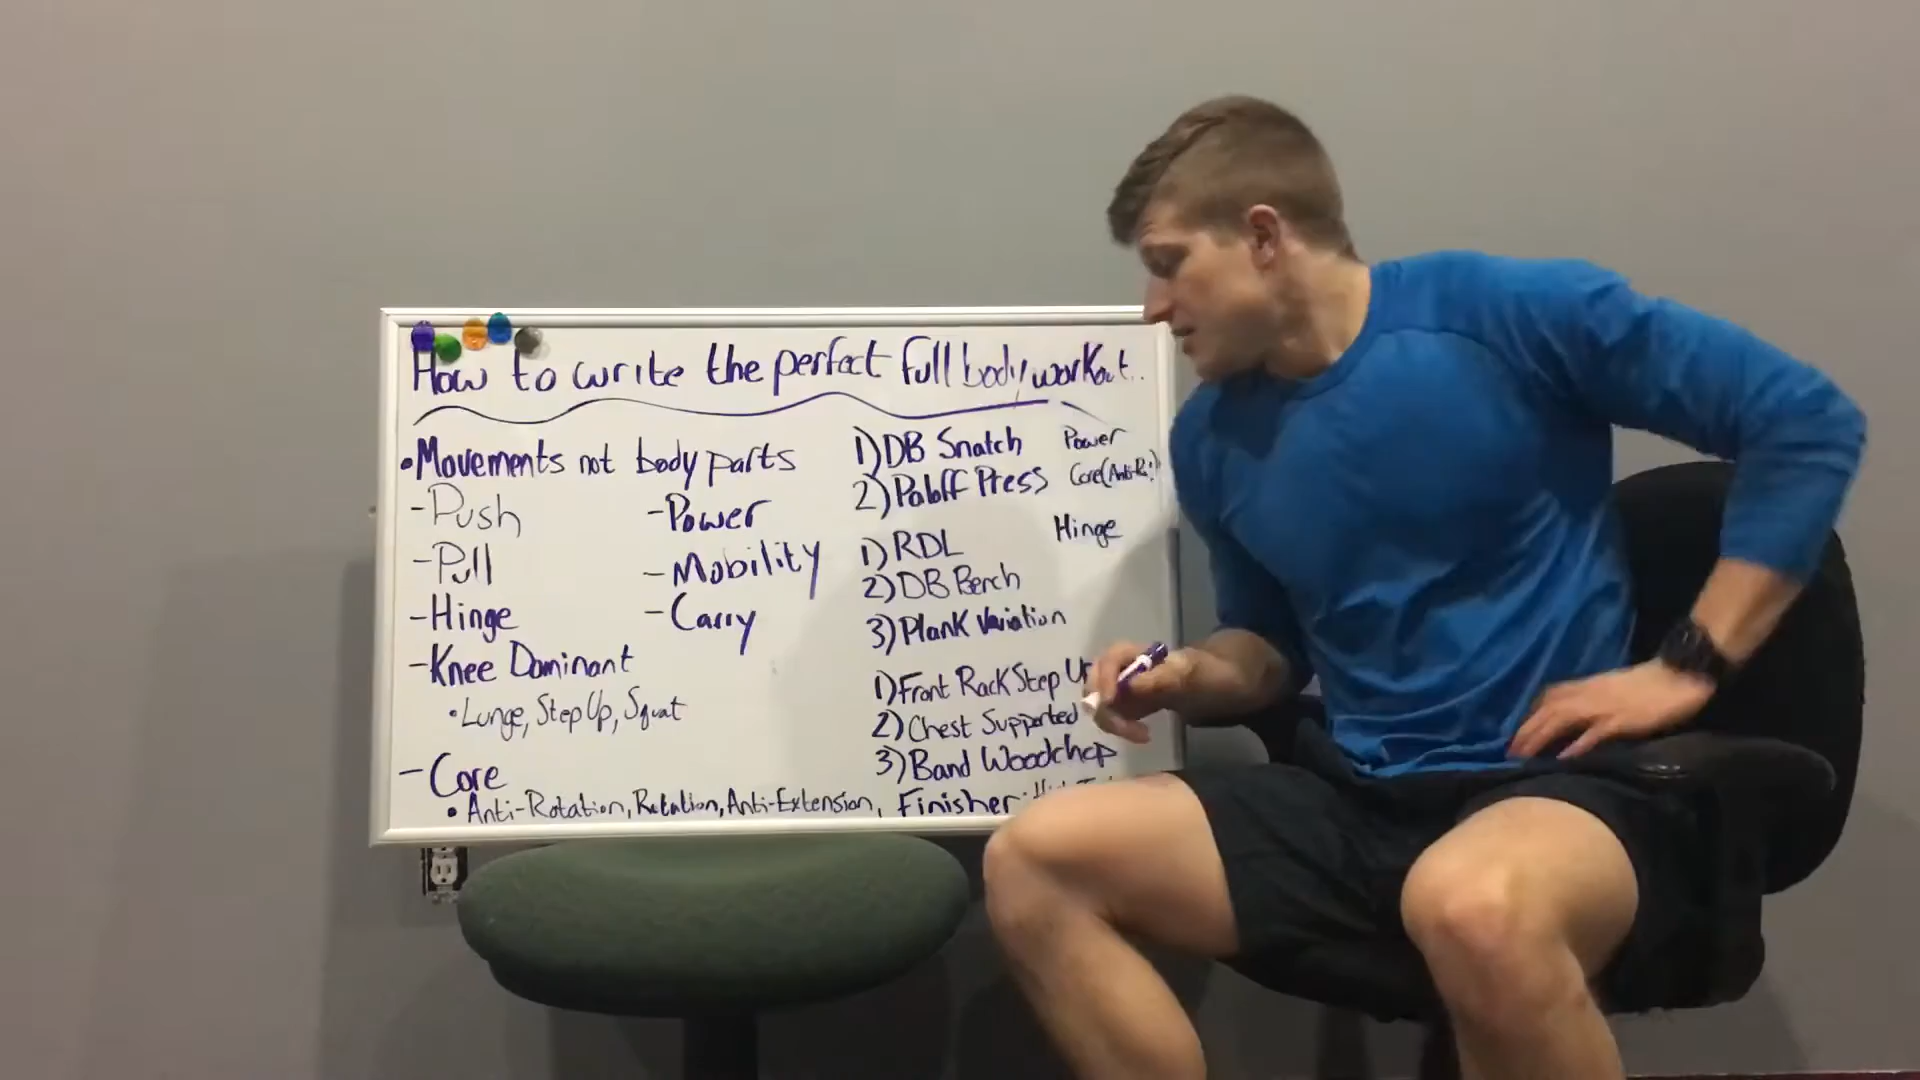 How to write the perfect full body workout..
•Movements not body parts
-Push
-Pull
-Hinge
-Knee Dominant
•Lunge, Step Up, Squat
-Core
•Anti-Rotation, Rotation, Anti-Extension,
-Power
-Mobility
-Carry
1) DB Snatch Power
2) Paloff Press Core (Anti-
Hinge
1) RDL
2) DB Bench
3) Plank Variation
1) Front Rack Step Up
2) Chest Supported
3) Band Woodchop
Finisher: